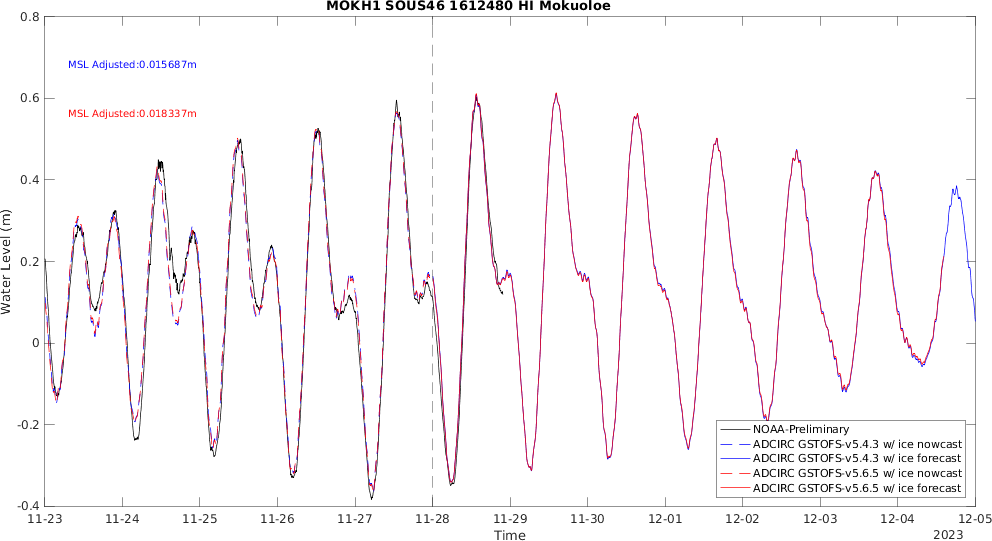 MOKH1 SOUS46 1612480 HI Mokuoloe
MSL Adjusted:0.015687m
MSL Adjusted:0.018337m
Water Level (m)
0.8
0.6
0.4
0.2
0
-0.2
-0.4
NOAA-Preliminary
ADCIRC GSTOFS-v5.4.3 w/ ice nowcast
ADCIRC GSTOFS-v5.4.3 w/ ice forecast
ADCIRC GSTOFS-v5.6.5 w/ ice nowcast
ADCIRC GSTOFS-v5.6.5 w/ ice forecast
11-23 11-24 11-25 11-26 11-27 11-28 11-29 11-30 12-01 12-02 12-03 12-04 12-05
Time
2023